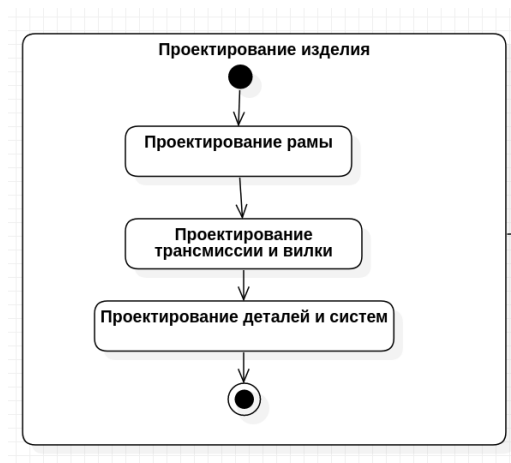 Проектирование изделия
Проектирование рамы
Проектирование
трансмиссии и вилки
Проектирование деталей и систем